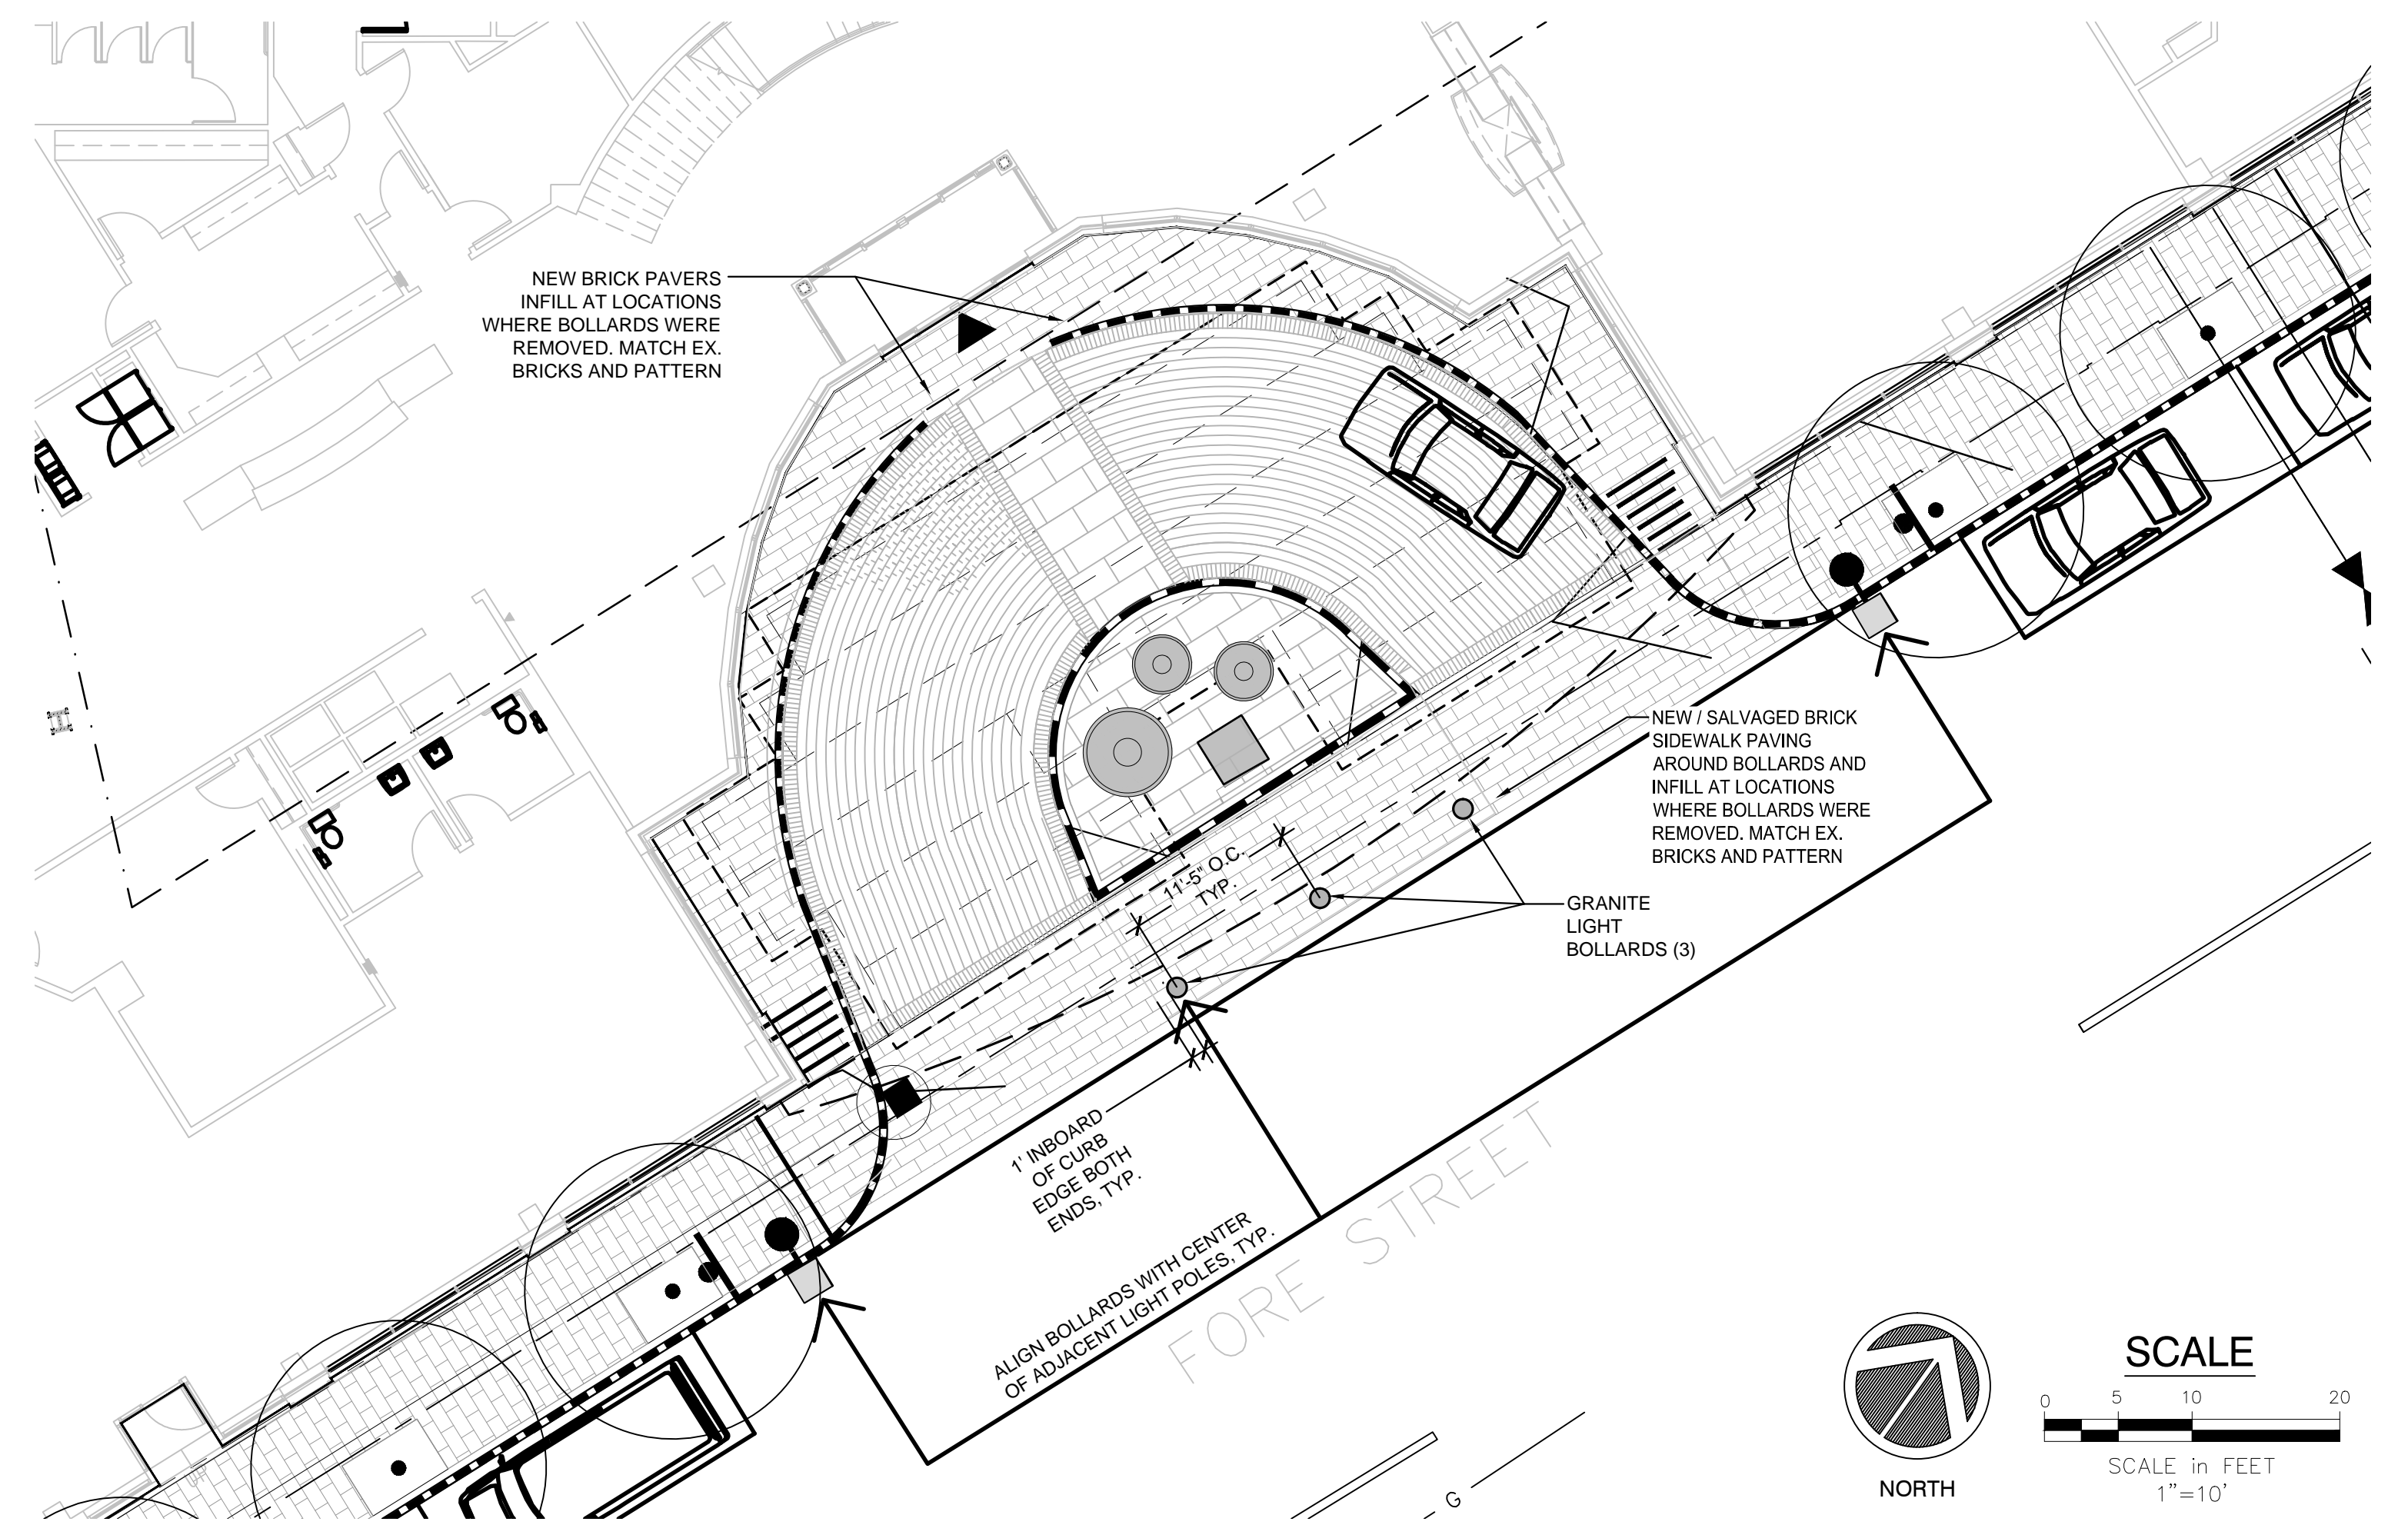 NEW BRICK PAVERS
INFILL AT LOCATIONS
WHERE BOLLARDS WERE
REMOVED. MATCH EX.
BRICKS AND PATTERN
NEW / SALVAGED BRICK
SIDEWALK PAVING
AROUND BOLLARDS AND
INFILL AT LOCATIONS
WHERE BOLLARDS WERE
REMOVED. MATCH EX.
BRICKS AND PATTERN
11'-5" O.C.
TYP.
GRANITE
LIGHT
BOLLARDS (3)
1' INBOARD
OF CURB
EDGE BOTH
ENDS, TYP.
ALIGN BOLLARDS WITH CENTER
OF ADJACENT LIGHT POLES, TYP.
FORE STREET
G
NORTH
SCALE
0 5 10 20
SCALE in FEET
1"=10'